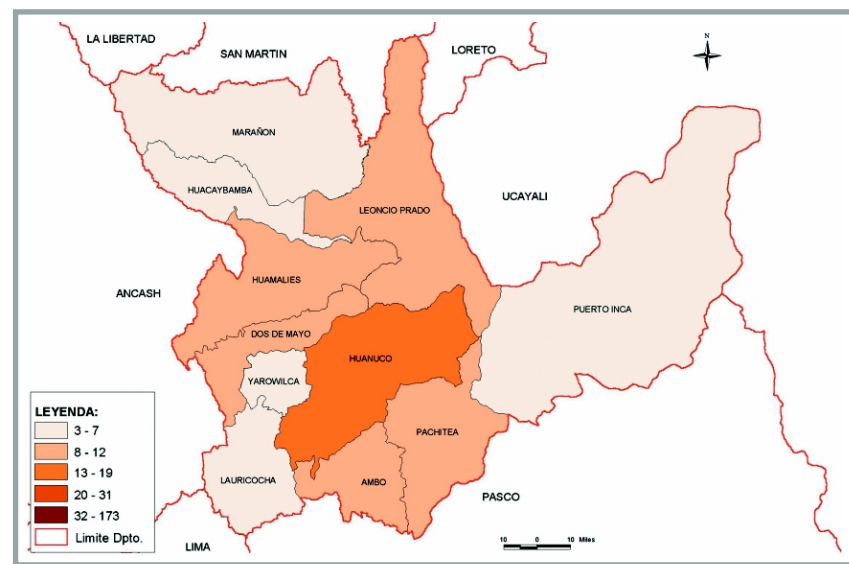 LA LIBERTAD
SAN MARTIN
LORETO
N
MARAÑON
HUACAYBAMBA
LEONCIO PRADO
UCAYALI
HUAMALIES
ANCASH
PUERTO INCA
DOS DE MAYO
HUANUCO
YAROWILCA
LEYENDA:
3 - 7
8 - 12
13 - 19
20 - 31
32 - 173
Limite Dpto.
PACHITEA
LAURICOCHA
AMBO
PASCO
LIMA
10 0 10 Miles